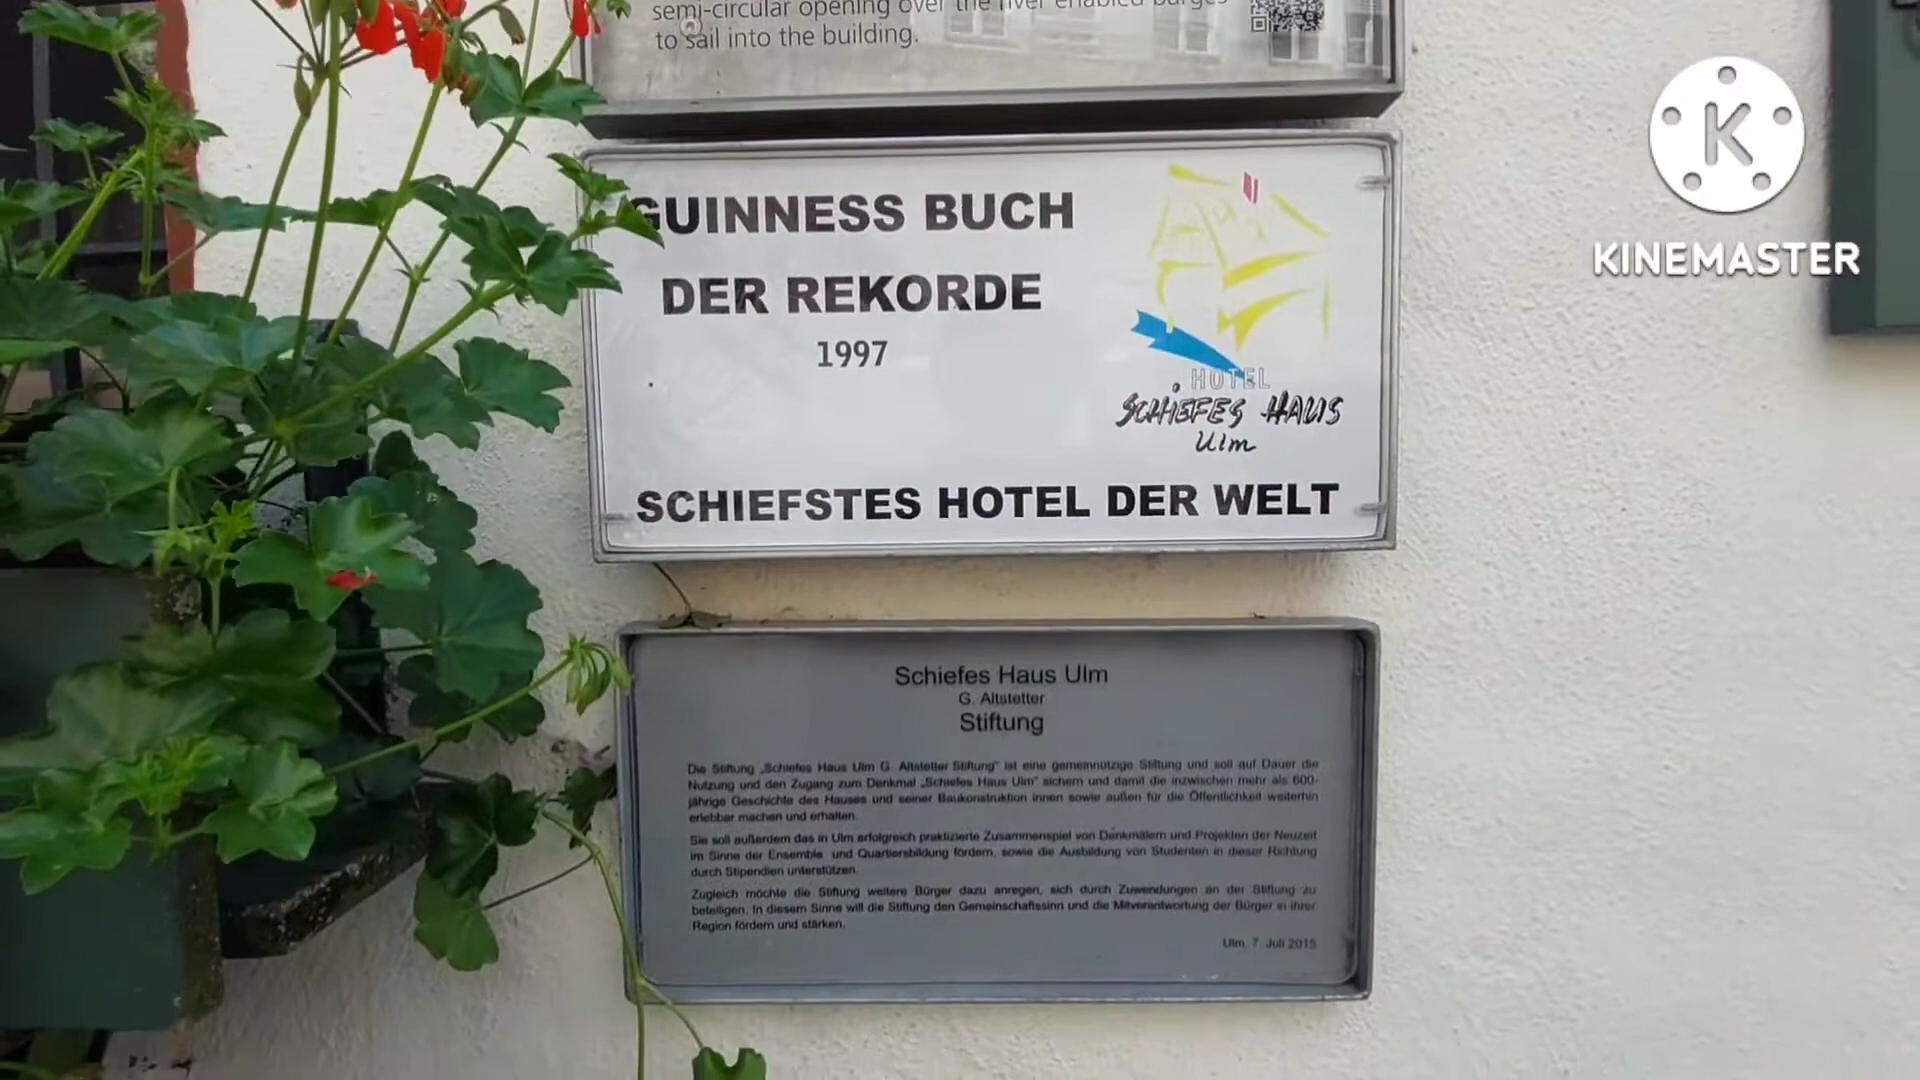 semi-circular opening over the river enabled barges
to sail into the building.
GUINNESS BUCH
DER REKORDE
1997
HOTEL
SCHIEFES HAUS
Ulm
SCHIEFSTES HOTEL DER WELT
K
KINEMASTER
Schiefes Haus Ulm
G. Altstetter
Stiftung
Die Stiftung „Schiefes Haus Ulm G. Altstetter Stiftung" ist eine gemeinnützige Stiftung und soll auf Dauer die
Nutzung und den Zugang zum Denkmal „Schiefes Haus Ulm" sichern und damit die inzwischen mehr als 600-
jährige Geschichte des Hauses und seiner Baukonstruktion innen sowie außen für die Öffentlichkeit weiterhin
erlebbar machen und erhalten.
Sie soll außerdem das in Ulm erfolgreich praktizierte Zusammenspiel von Denkmälern und Projekten der Neuzeit
im Sinne der Ensemble- und Quartiersbildung fördern, sowie die Ausbildung von Studenten in dieser Richtung
durch Stipendien unterstützen.
Zugleich möchte die Stiftung weitere Bürger dazu anregen, sich durch Zuwendungen an der Stiftung zu
beteiligen. In diesem Sinne will die Stiftung den Gemeinschaftssinn und die Mitverantwortung der Bürger in ihrer
Region fördern und stärken.
Ulm, 7. Juli 2015